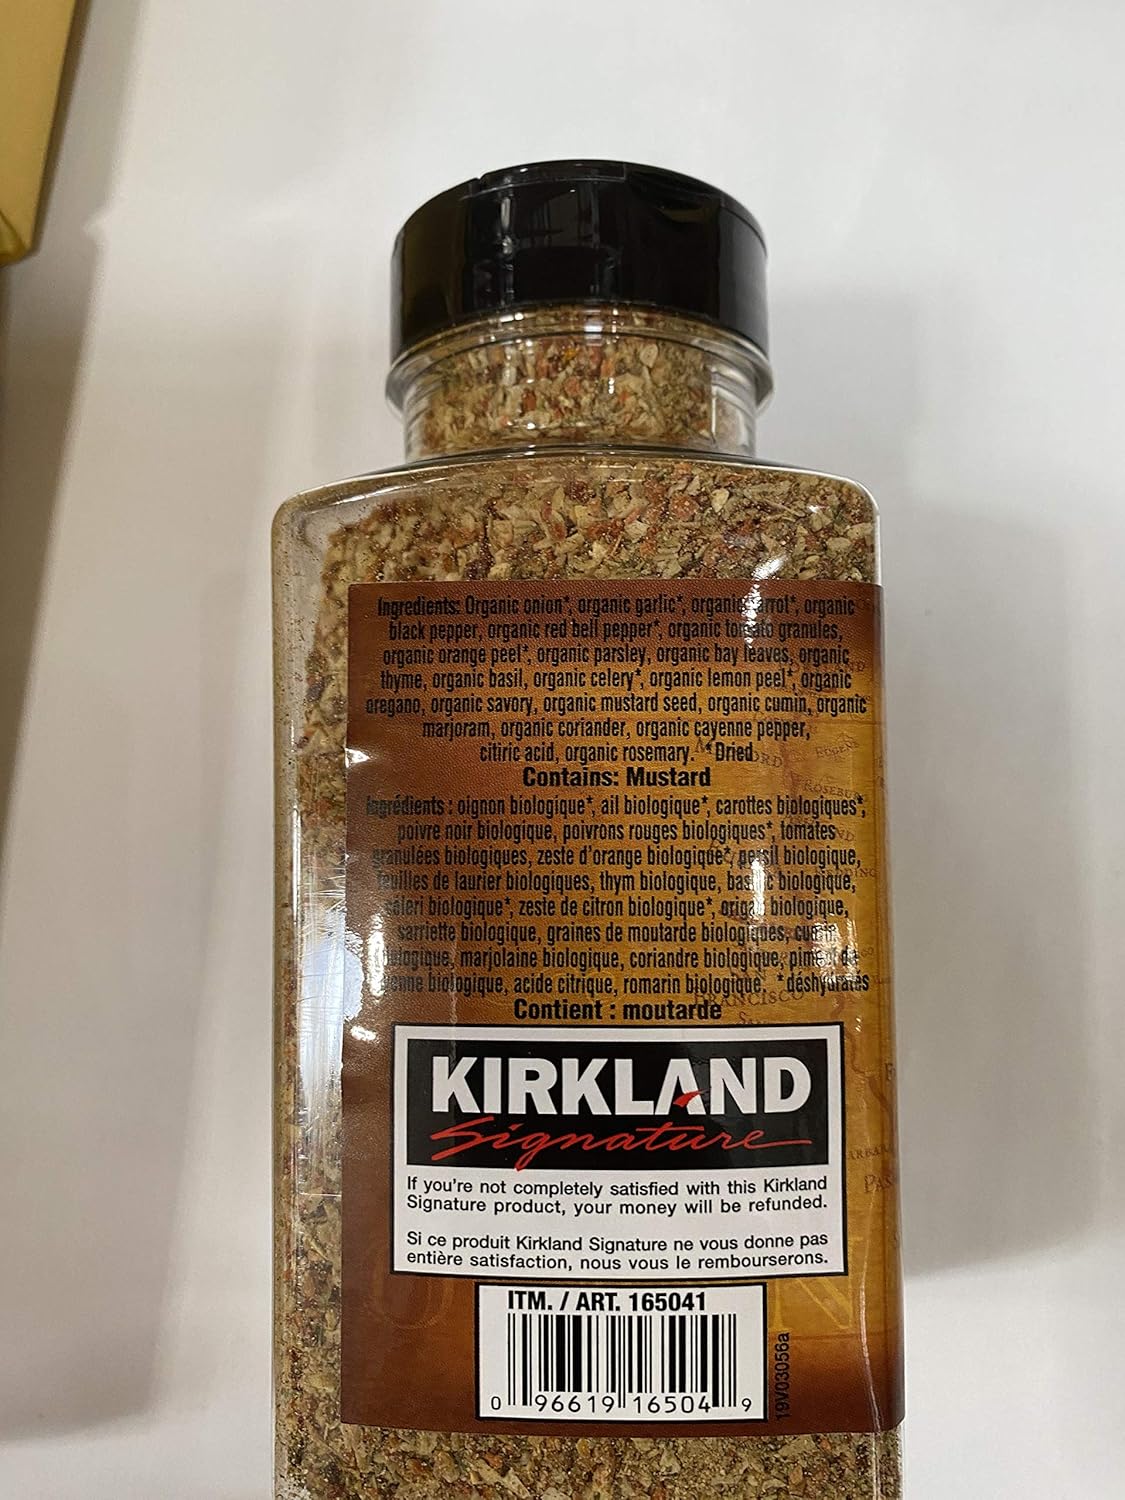 Ingredients: Organic onion*, organic garlic*, organic carrot*, organic
black pepper, organic red bell pepper*, organic tomato granules,
organic orange peel*, organic parsley, organic bay leaves, organic
thyme, organic basil, organic celery*, organic lemon peel*, organic
oregano, organic savory, organic mustard seed, organic cumin, organic
marjoram, organic coriander, organic cayenne pepper,
citiric acid, organic rosemary. *Dried
Contains: Mustard
Ingrédients : oignon biologique*, ail biologique*, carottes biologiques*,
poivre noir biologique, poivrons rouges biologiques*, tomates
granulées biologiques, zeste d'orange biologique*, persil biologique,
feuilles de laurier biologiques, thym biologique, basilic biologique,
céleri biologique*, zeste de citron biologique*, origan biologique,
sarriette biologique, graines de moutarde biologiques, cumin
biologique, marjolaine biologique, coriandre biologique, piment de
biologique, acide citrique, romarin biologique. *déshydratés
Contient : moutarde
KIRKLAND
Signature
If you're not completely satisfied with this Kirkland
Signature product, your money will be refunded.
Si ce produit Kirkland Signature ne vous donne pas
entière satisfaction, nous vous le rembourserons.
ITM. / ART. 165041
0 96619 16504 9
19V03056a
EUGENE
FRANCISCO